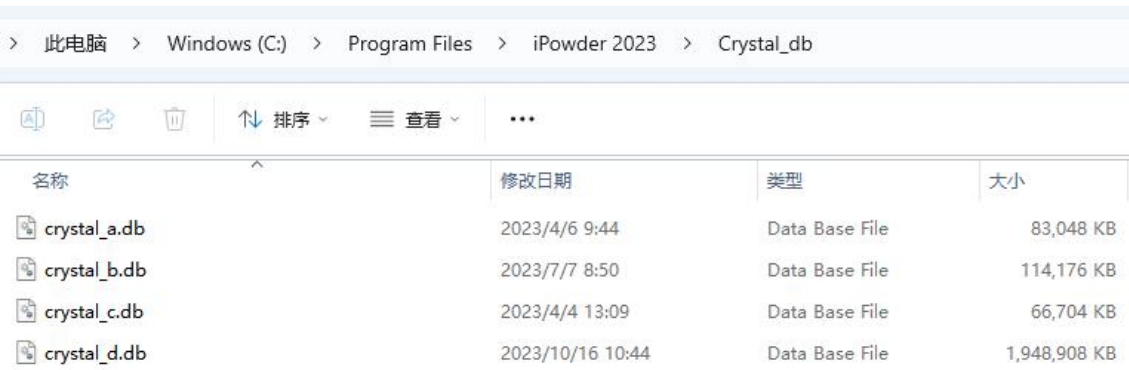 > 此电脑 > Windows (C:) > Program Files > iPowder 2023 > Crystal_db
排序 查看 ...
名称 修改日期 类型 大小
crystal_a.db 2023/4/6 9:44 Data Base File 83,048 KB
crystal_b.db 2023/7/7 8:50 Data Base File 114,176 KB
crystal_c.db 2023/4/4 13:09 Data Base File 66,704 KB
crystal_d.db 2023/10/16 10:44 Data Base File 1,948,908 KB